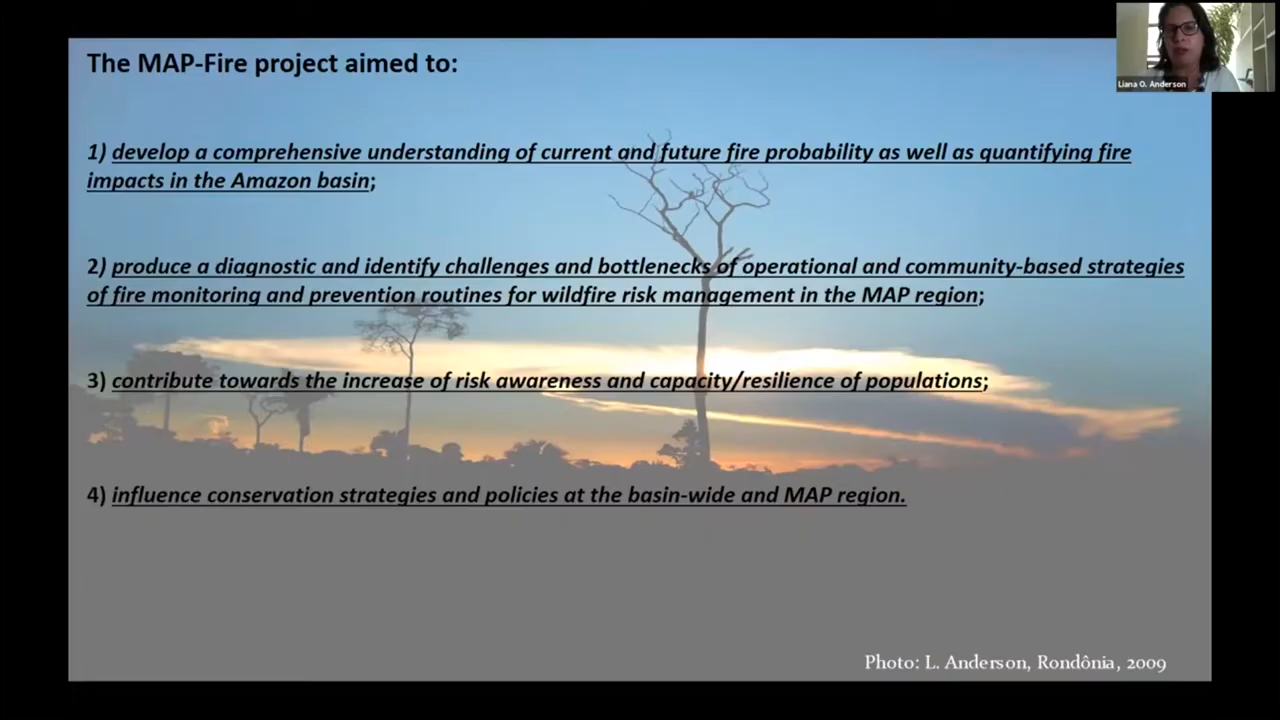 The MAP-Fire project aimed to:
Liana O. Anderson
1) develop a comprehensive understanding of current and future fire probability as well as quantifying fire
impacts in the Amazon basin;
2) produce a diagnostic and identify challenges and bottlenecks of operational and community-based strategies
of fire monitoring and prevention routines for wildfire risk management in the MAP region;
3) contribute towards the increase of risk awareness and capacity/resilience of populations;
4) influence conservation strategies and policies at the basin-wide and MAP region.
Photo: L. Anderson, Rondônia, 2009